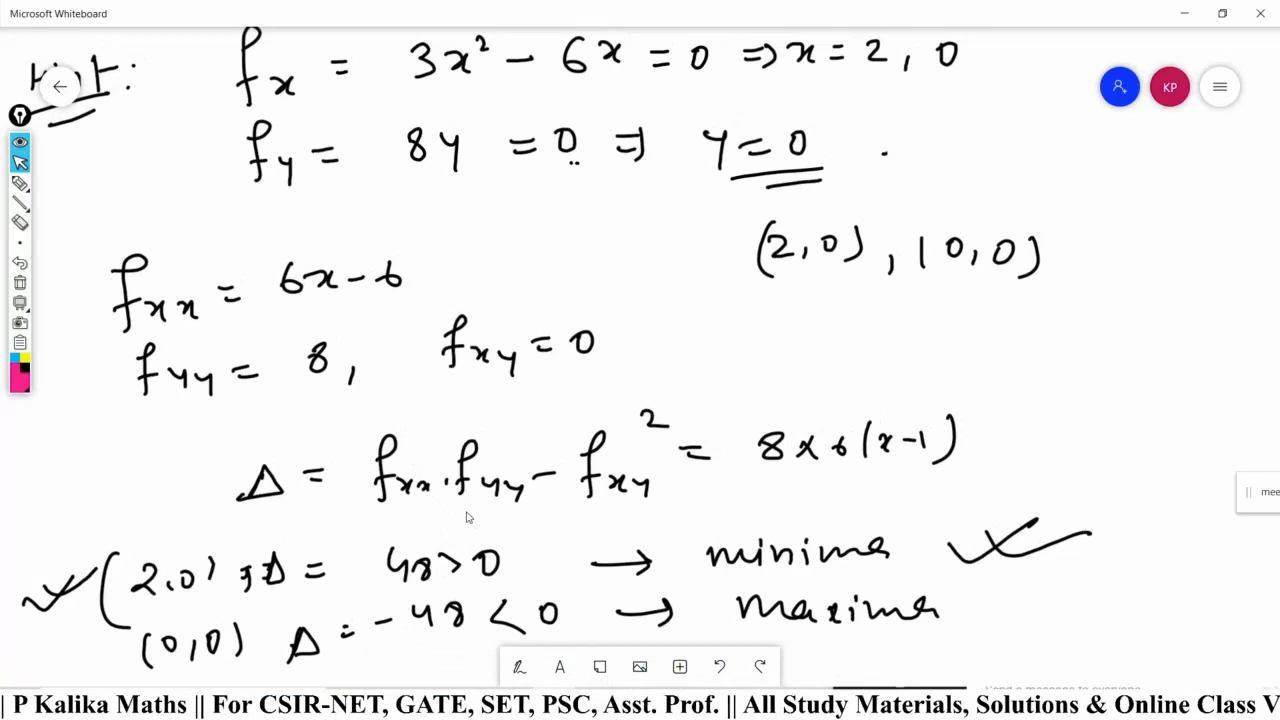 Microsoft Whiteboard
Hint: fx = 3x² - 6x = 0 ⇒ x = 2, 0
KP
fy = 8y = 0 ⇒ y = 0 .
(2,0), (0,0)
fxx = 6x - 6
fyy = 8, fxy = 0
Δ = fxx . fyy - fxy² = 8 × 6 (x-1)
mee
(2,0), Δ = 48 > 0 → minima
(0,0) Δ = -48 < 0 → maxima
| P Kalika Maths || For CSIR-NET, GATE, SET, PSC, Asst. Prof. || All Study Materials, Solutions & Online Class V